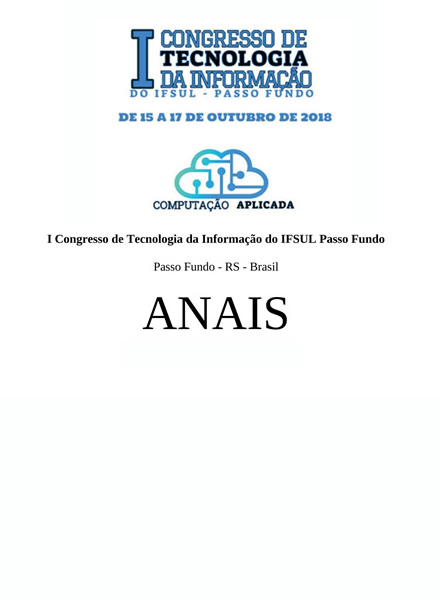 I CONGRESSO DE
TECNOLOGIA
DA INFORMAÇÃO
DO IFSUL - PASSO FUNDO
DE 15 A 17 DE OUTUBRO DE 2018
COMPUTAÇÃO APLICADA
I Congresso de Tecnologia da Informação do IFSUL Passo Fundo
Passo Fundo - RS - Brasil
ANAIS